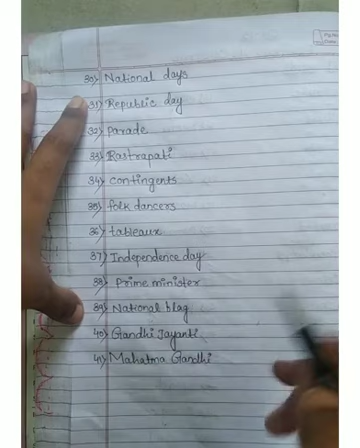 30) National days
31) Republic day
32) Parade
33) Rastrapati
34) Contingents
35) folk dancers
36) tableaux
37) Independence day
38) Prime minister
39) National blag
40) Gandhi Jayanti
41) Mahatma Gandhi